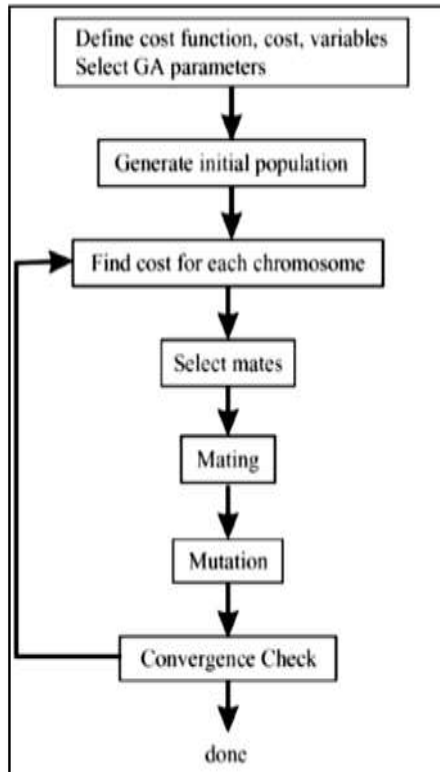 Define cost function, cost, variables
Select GA parameters
Generate initial population
Find cost for each chromosome
Select mates
Mating
Mutation
Convergence Check
done